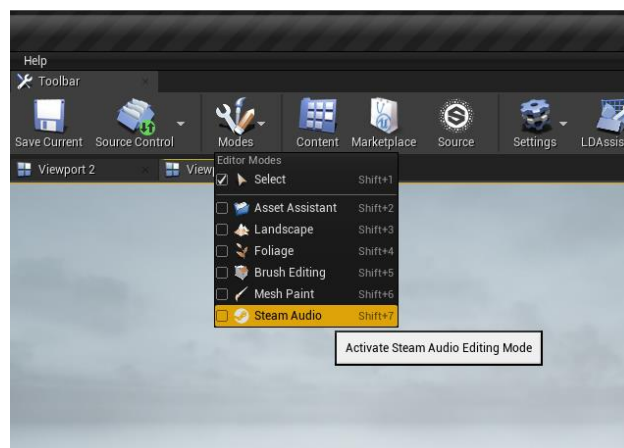 Help
Toolbar
Save Current Source Control Modes Content Marketplace Source Settings LDAssis
Viewport 2 View
Editor Modes
Select Shift+1
Asset Assistant Shift+2
Landscape Shift+3
Foliage Shift+4
Brush Editing Shift+5
Mesh Paint Shift+6
Steam Audio Shift+7
Activate Steam Audio Editing Mode